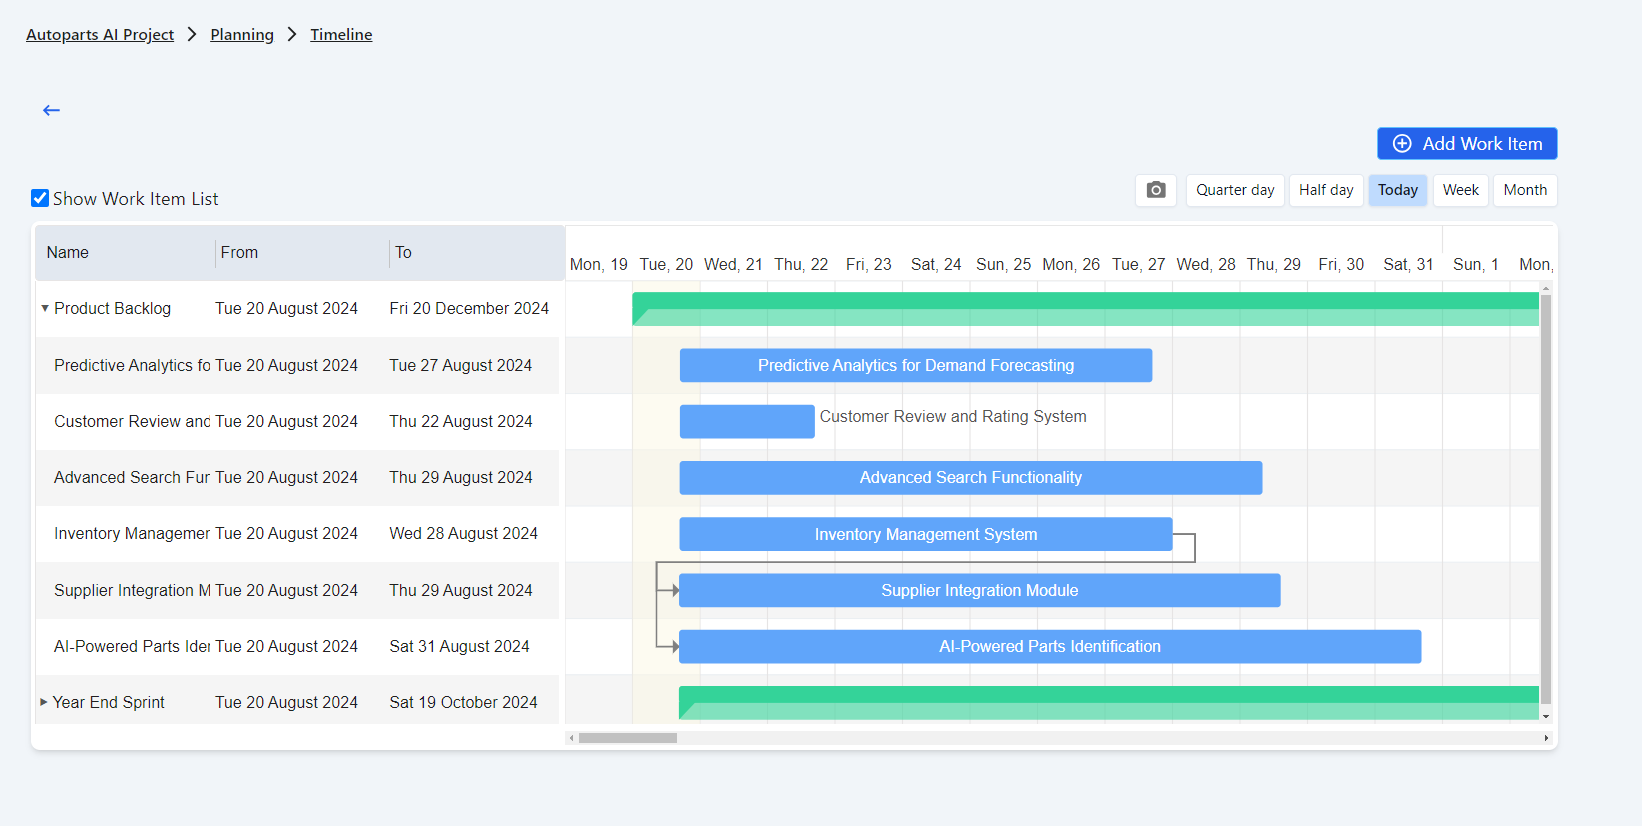 Autoparts AI Project > Planning > Timeline
Add Work Item
Show Work Item List
Quarter day Half day Today Week Month
Name From To
Mon, 19 Tue, 20 Wed, 21 Thu, 22 Fri, 23 Sat, 24 Sun, 25 Mon, 26 Tue, 27 Wed, 28 Thu, 29 Fri, 30 Sat, 31 Sun, 1 Mon,
Product Backlog Tue 20 August 2024 Fri 20 December 2024
Predictive Analytics fo Tue 20 August 2024 Tue 27 August 2024 Predictive Analytics for Demand Forecasting
Customer Review and Tue 20 August 2024 Thu 22 August 2024 Customer Review and Rating System
Advanced Search Fur Tue 20 August 2024 Thu 29 August 2024 Advanced Search Functionality
Inventory Managemer Tue 20 August 2024 Wed 28 August 2024 Inventory Management System
Supplier Integration M Tue 20 August 2024 Thu 29 August 2024 Supplier Integration Module
AI-Powered Parts Ider Tue 20 August 2024 Sat 31 August 2024 AI-Powered Parts Identification
Year End Sprint Tue 20 August 2024 Sat 19 October 2024